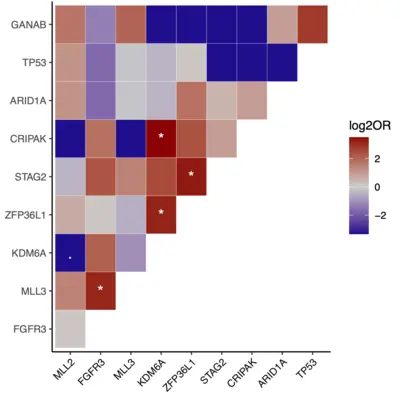 GANAB
TP53
ARID1A
CRIPAK
STAG2
ZFP36L1
KDM6A
MLL3
FGFR3
MLL2
FGFR3
MLL3
KDM6A
ZFP36L1
STAG2
CRIPAK
ARID1A
TP53
*
*
*
.
*
log2OR
2
0
−2